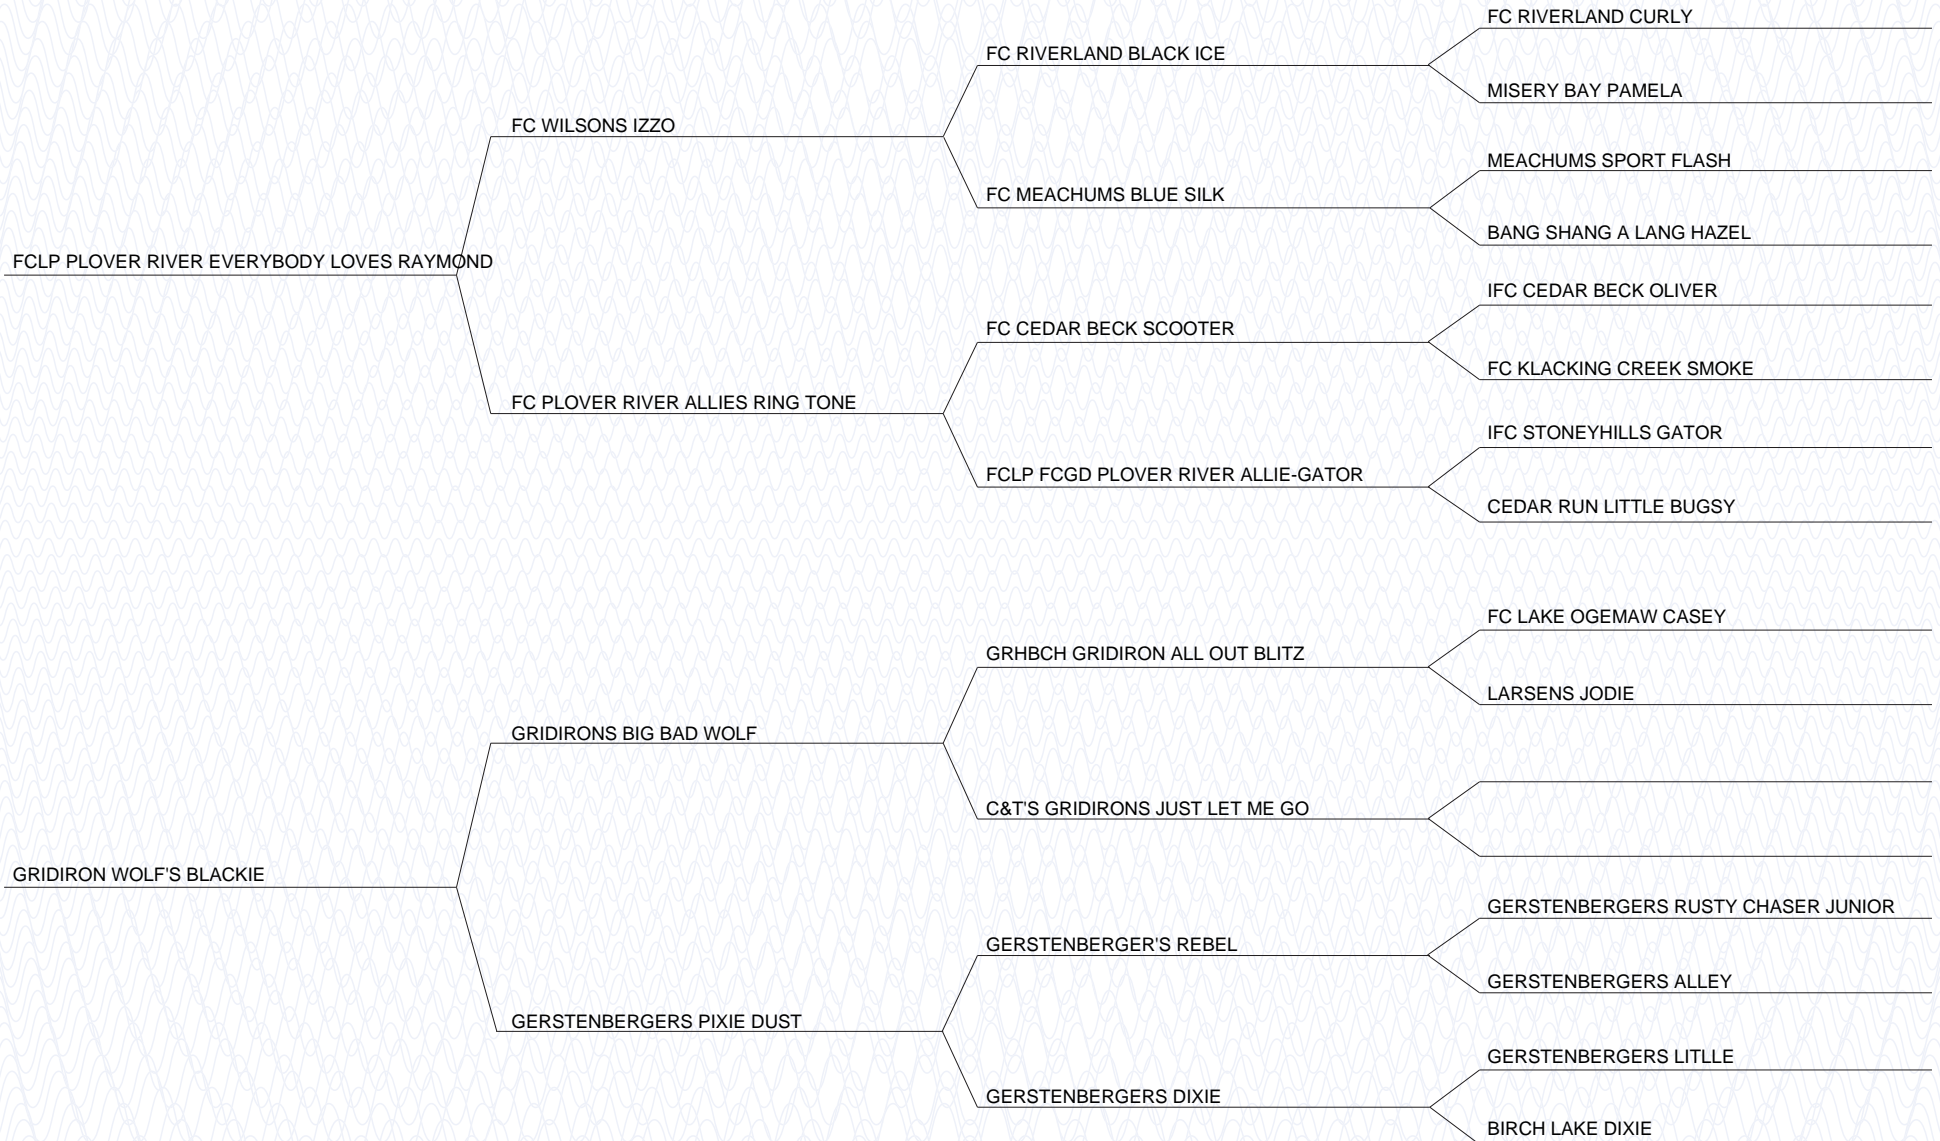 FC RIVERLAND CURLY
FC RIVERLAND BLACK ICE
MISERY BAY PAMELA
FC WILSONS IZZO
MEACHUMS SPORT FLASH
FC MEACHUMS BLUE SILK
BANG SHANG A LANG HAZEL
FCLP PLOVER RIVER EVERYBODY LOVES RAYMOND
IFC CEDAR BECK OLIVER
FC CEDAR BECK SCOOTER
FC KLACKING CREEK SMOKE
FC PLOVER RIVER ALLIES RING TONE
IFC STONEYHILLS GATOR
FCLP FCGD PLOVER RIVER ALLIE-GATOR
CEDAR RUN LITTLE BUGSY
FC LAKE OGEMAW CASEY
GRHBCH GRIDIRON ALL OUT BLITZ
LARSENS JODIE
GRIDIRONS BIG BAD WOLF
C&T'S GRIDIRONS JUST LET ME GO
GRIDIRON WOLF'S BLACKIE
GERSTENBERGERS RUSTY CHASER JUNIOR
GERSTENBERGER'S REBEL
GERSTENBERGERS ALLEY
GERSTENBERGERS PIXIE DUST
GERSTENBERGERS LITLLE
GERSTENBERGERS DIXIE
BIRCH LAKE DIXIE